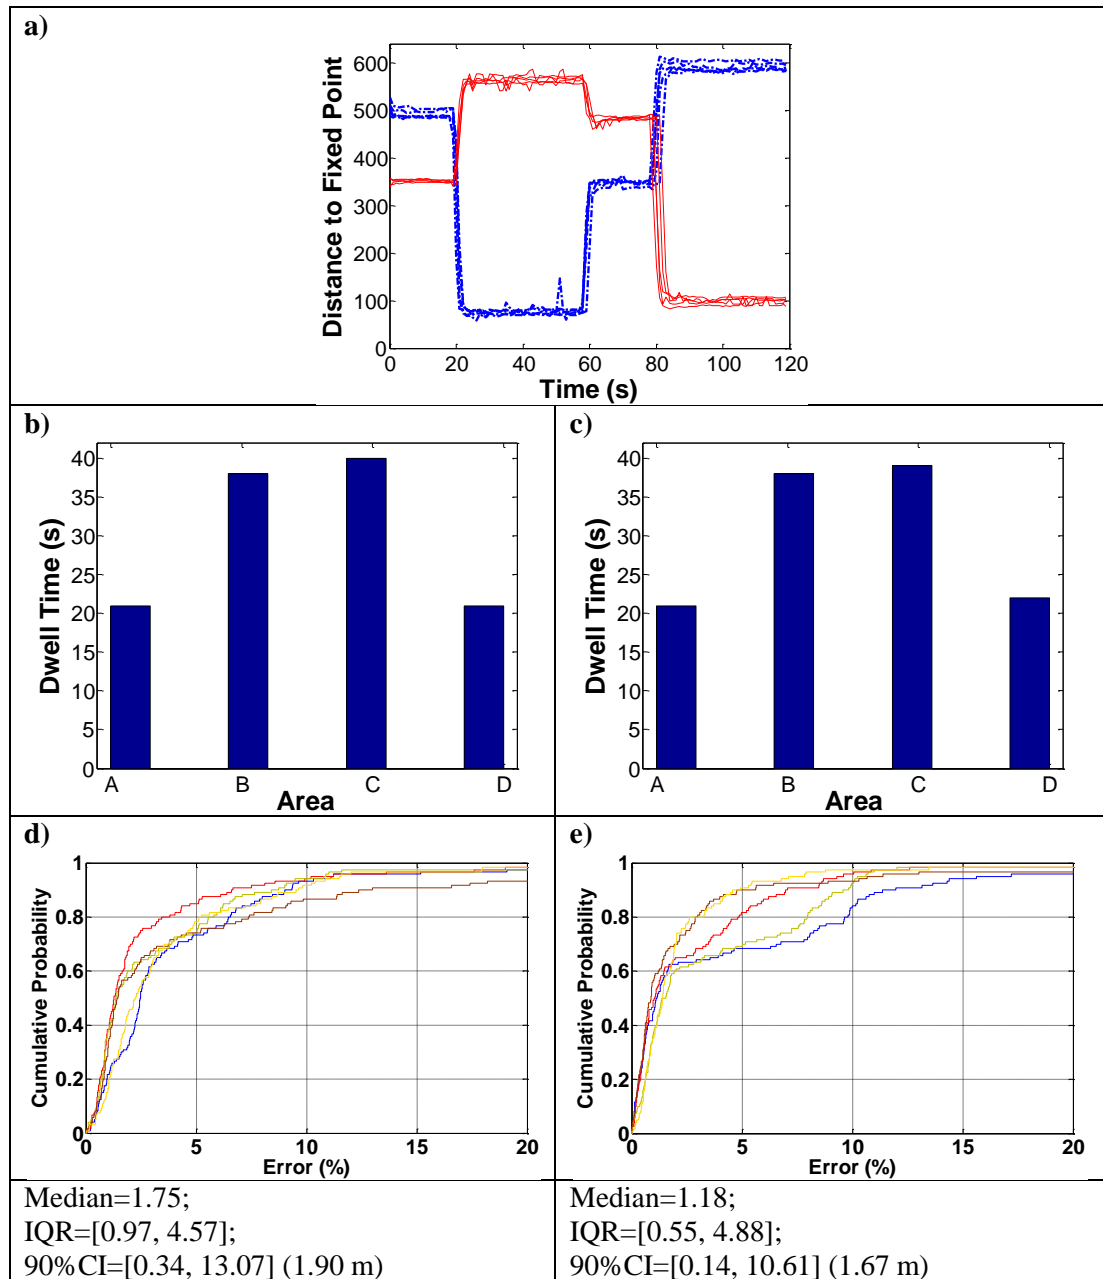 a)
Distance to Fixed Point
600
500
400
300
200
100
0
0 20 40 60 80 100 120
Time (s)
b)
Dwell Time (s)
40
35
30
25
20
15
10
5
0
A B C D
Area
c)
Dwell Time (s)
40
35
30
25
20
15
10
5
0
A B C D
Area
d)
Cumulative Probability
1
0.8
0.6
0.4
0.2
0
0 5 10 15 20
Error (%)
e)
Cumulative Probability
1
0.8
0.6
0.4
0.2
0
0 5 10 15 20
Error (%)
Median=1.75;
IQR=[0.97, 4.57];
90%CI=[0.34, 13.07] (1.90 m)
Median=1.18;
IQR=[0.55, 4.88];
90%CI=[0.14, 10.61] (1.67 m)